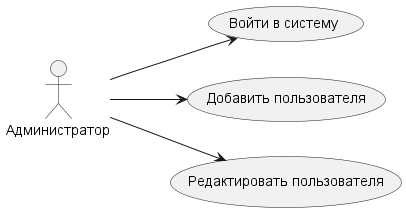 Войти в систему
Добавить пользователя
Администратор
Редактировать пользователя